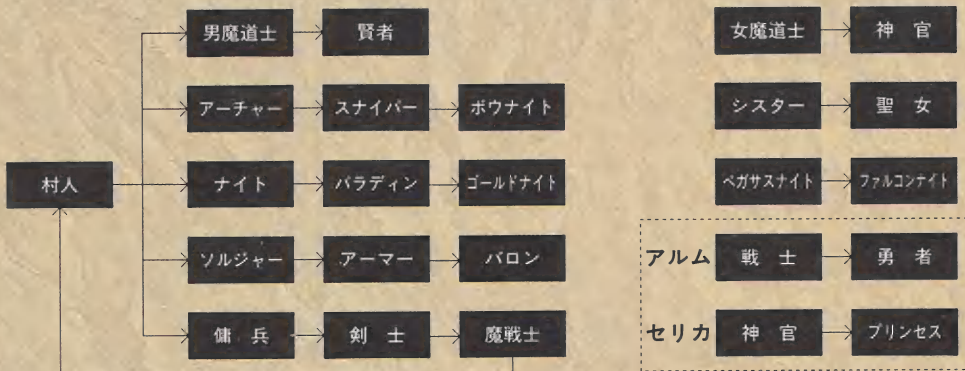 男魔道士 賢者
アーチャー スナイパー ボウナイト
村人 ナイト パラディン ゴールドナイト
ソルジャー アーマー バロン
傭兵 剣士 魔戦士
女魔道士 神官
シスター 聖女
ペガサスナイト ファルコンナイト
アルム 戦士 勇者
セリカ 神官 プリンセス